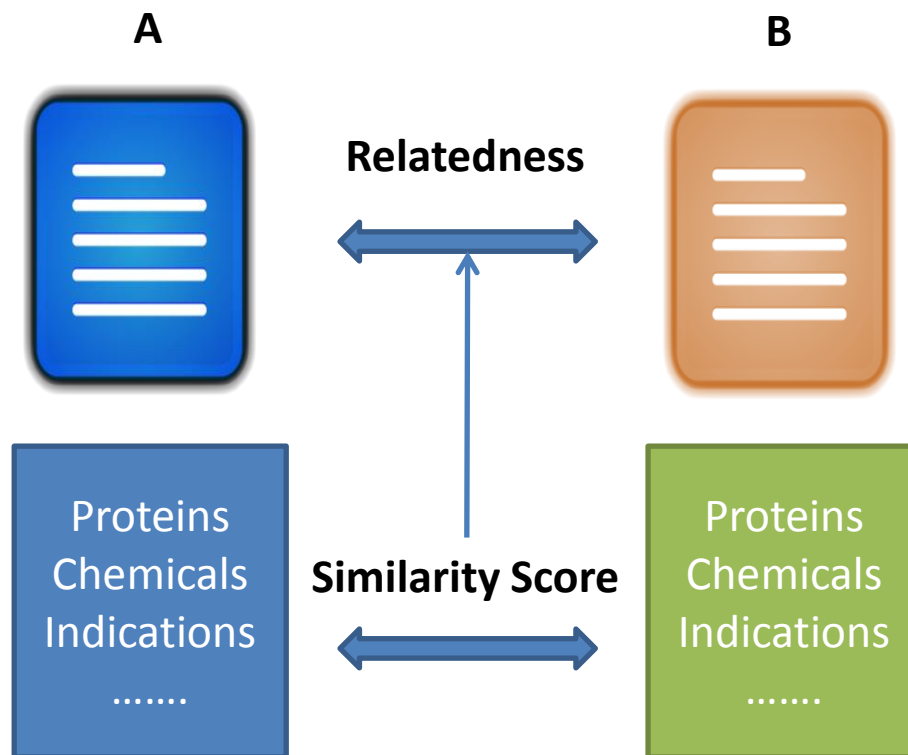 A
B
Relatedness
Proteins
Chemicals
Indications
.......
Similarity Score
Proteins
Chemicals
Indications
.......